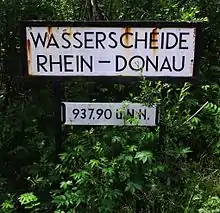 WASSERSCHEIDE
RHEIN – DONAU
937.90 ü.N.N.